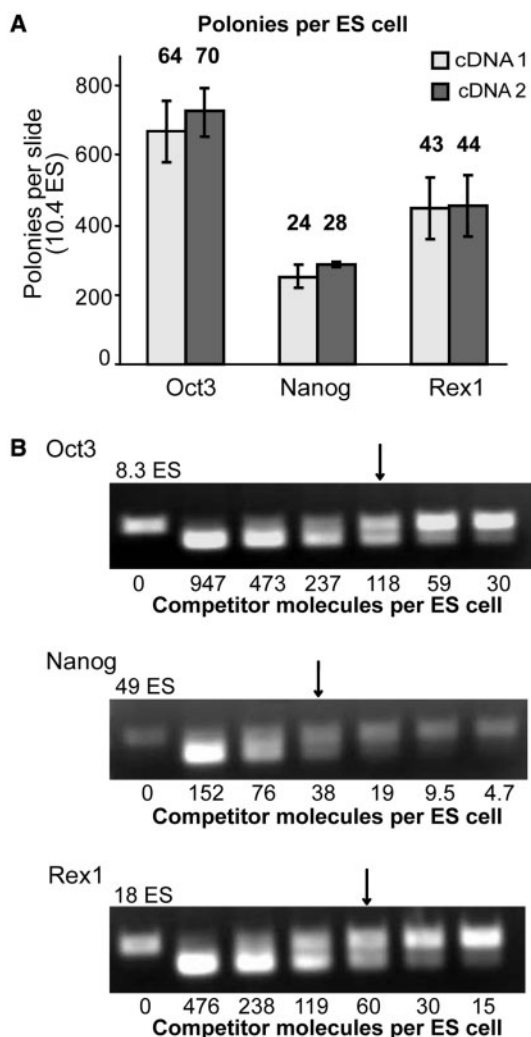 A
Polonies per ES cell
cDNA 1
cDNA 2
64 70
24 28
43 44
Polonies per slide
(10.4 ES)
800
600
400
200
0
Oct3 Nanog Rex1
B
Oct3
8.3 ES
0 947 473 237 118 59 30
Competitor molecules per ES cell
Nanog
49 ES
0 152 76 38 19 9.5 4.7
Competitor molecules per ES cell
Rex1
18 ES
0 476 238 119 60 30 15
Competitor molecules per ES cell